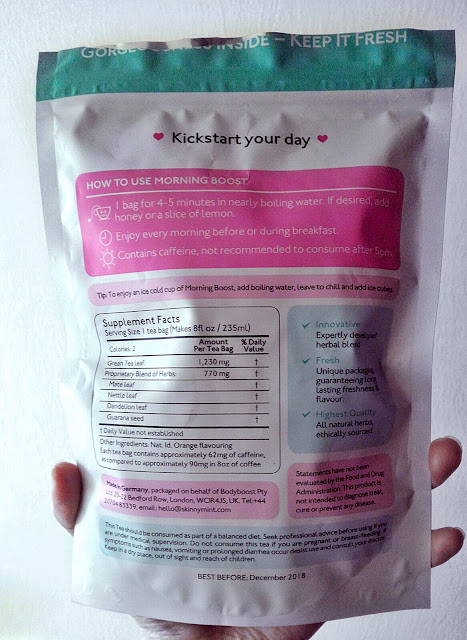 INSIDE – KEEP IT FRESH
Kickstart your day
HOW TO USE MORNING BOOST
1 bag for 4-5 minutes in nearly boiling water. If desired, add
honey or a slice of lemon.
Enjoy every morning before or during breakfast.
Contains caffeine, not recommended to consume after 5pm.
Tip: To enjoy an ice cold cup of Morning Boost, add boiling water, leave to chill and add ice cubes
Supplement Facts
Serving Size 1 tea bag (Makes 8fl oz / 235ml)
Calories: 2 Amount Per Tea Bag % Daily Value
Green Tea leaf 1,230 mg †
Proprietary Blend of Herbs: 770 mg †
Mate leaf †
Nettle leaf †
Dandelion leaf †
Guarana seed †
† Daily Value not established
Other Ingredients: Nat. Id. Orange flavouring
Each tea bag contains approximately 62mg of caffeine,
as compared to approximately 90mg in 8oz of coffee
Innovative
Expertly developed
herbal blend
Fresh
Unique packaging
guaranteeing long
lasting freshness &
flavour.
Highest Quality
All natural herbs,
ethically sourced.
Made in Germany, packaged on behalf of Bodyboost Pty
Ltd 20-22 Bedford Row, London, WC1R4JS, UK. Tel:+44
email: hello@skinnymint.com
Statements have not been
evaluated by the Food and Drug
Administration. This product is
not intended to diagnose, treat,
cure or prevent any disease.
This Tea should be consumed as part of a balanced diet. Seek professional advice before using if you
are under medical supervision. Do not consume this tea if you are pregnant or breast-feeding. If
symptoms such as nausea, vomiting or prolonged diarrhea occur desist use and consult your doctor.
Keep in a dry place, out of sight and reach of children.
BEST BEFORE: December 2018